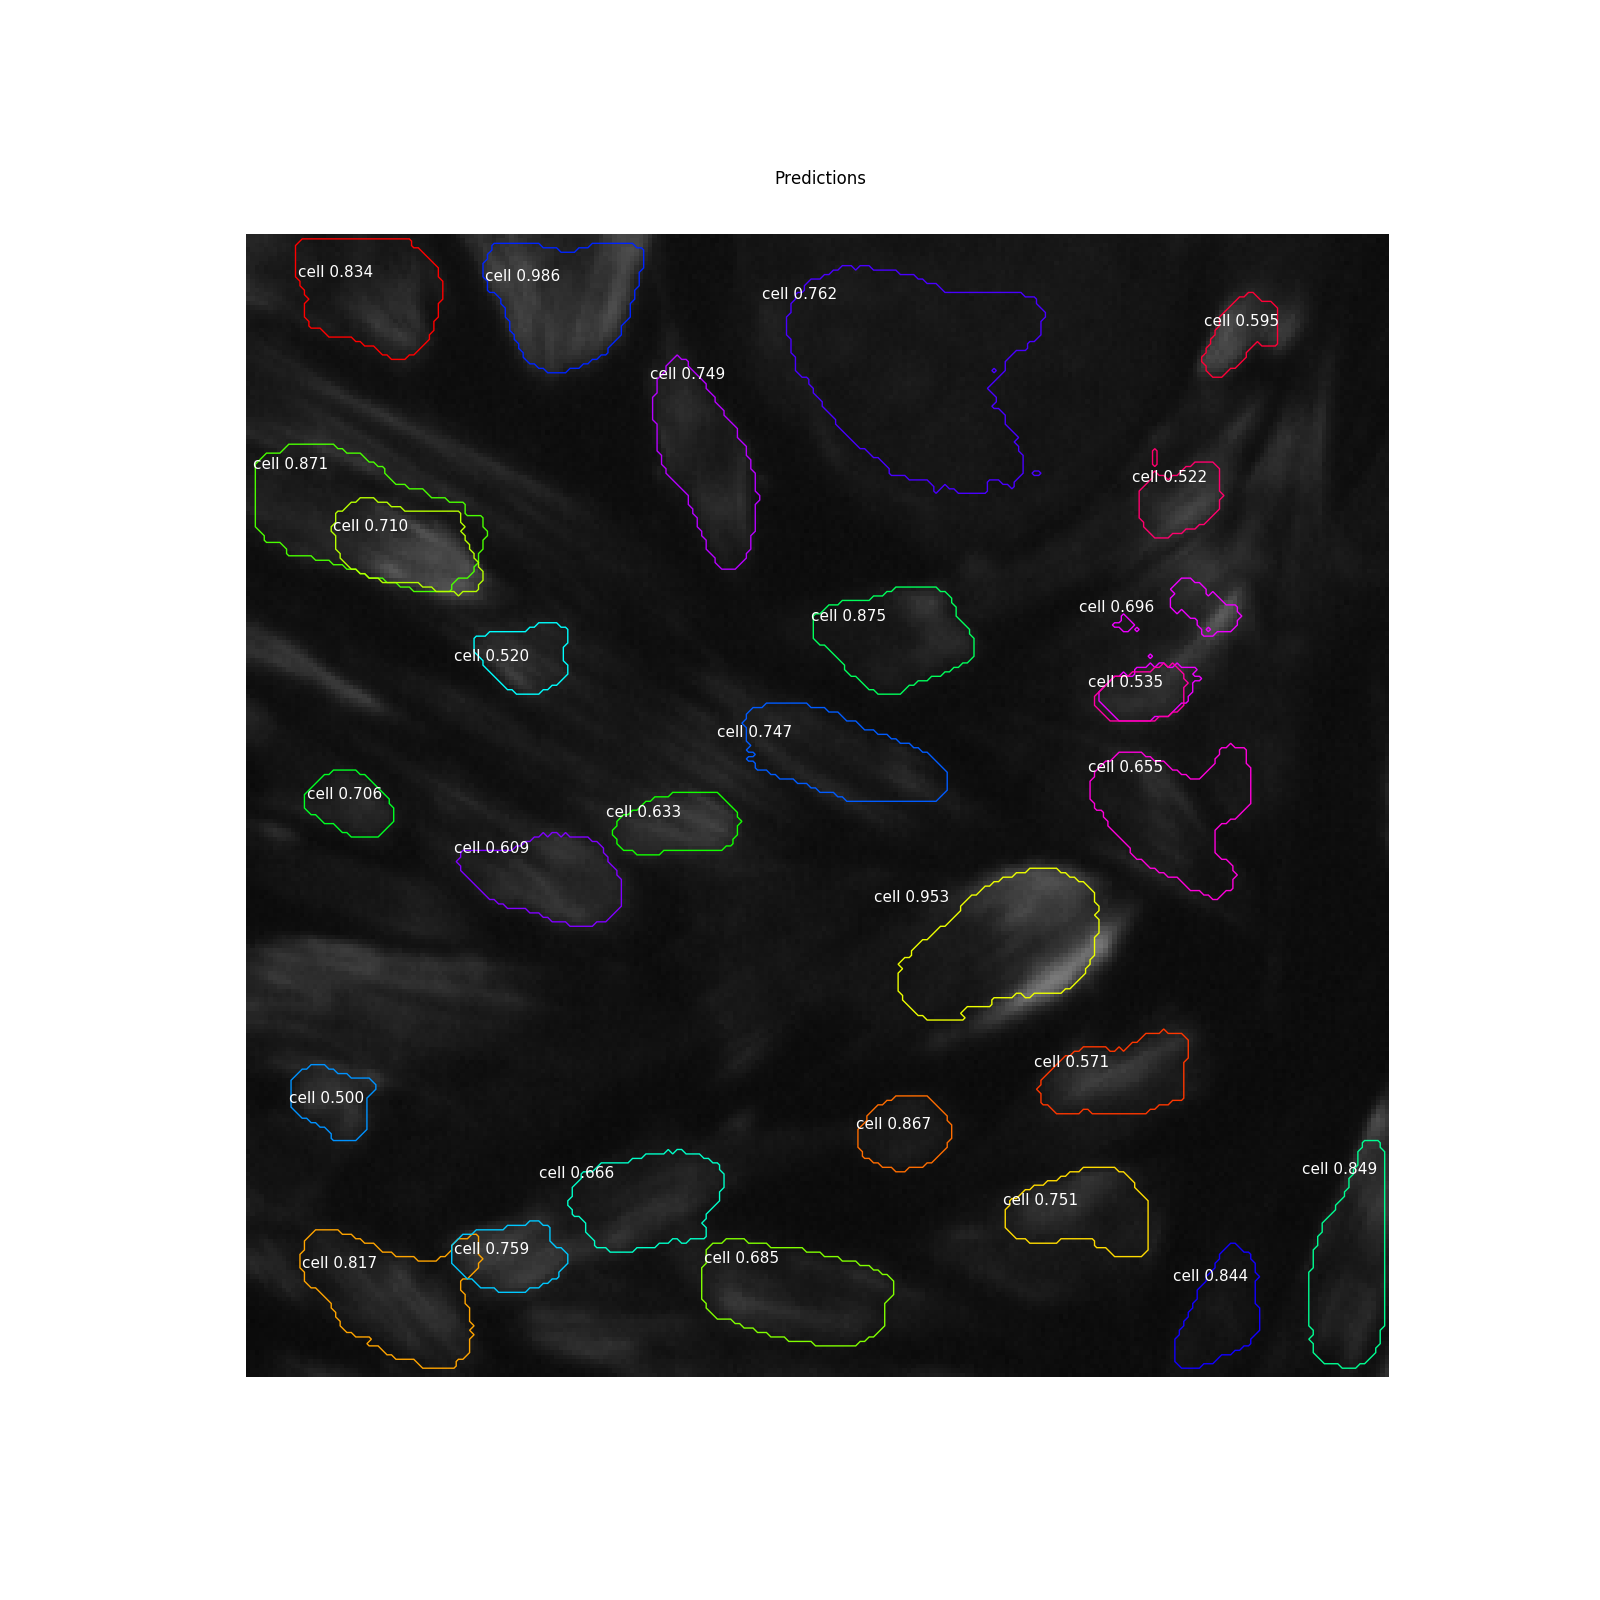 Predictions
cell 0.834
cell 0.986
cell 0.762
cell 0.595
cell 0.749
cell 0.871
cell 0.522
cell 0.710
cell 0.696
cell 0.875
cell 0.520
cell 0.535
cell 0.747
cell 0.655
cell 0.706
cell 0.633
cell 0.609
cell 0.953
cell 0.571
cell 0.500
cell 0.867
cell 0.849
cell 0.666
cell 0.751
cell 0.759
cell 0.685
cell 0.817
cell 0.844